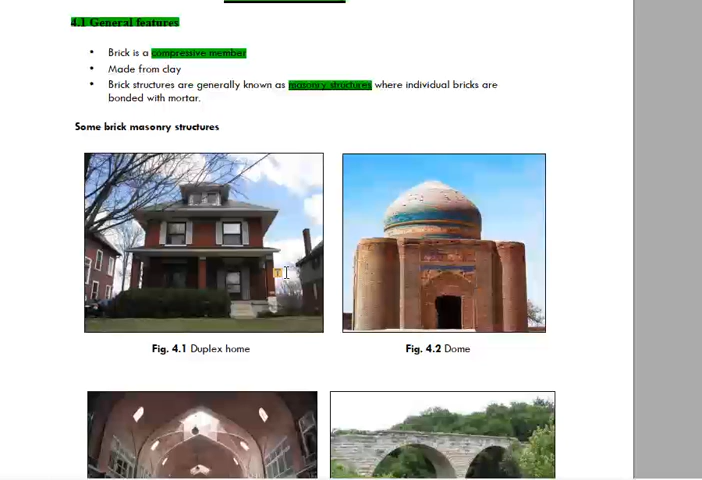 4.1 General features
• Brick is a compressive member
• Made from clay
• Brick structures are generally known as masonry structures where individual bricks are
bonded with mortar.
Some brick masonry structures
Fig. 4.1 Duplex home
Fig. 4.2 Dome